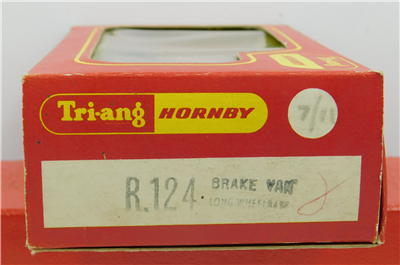 Tri-ang HORNBY
7/11
R.124 BRAKE VAN
LONG WHEELBASE